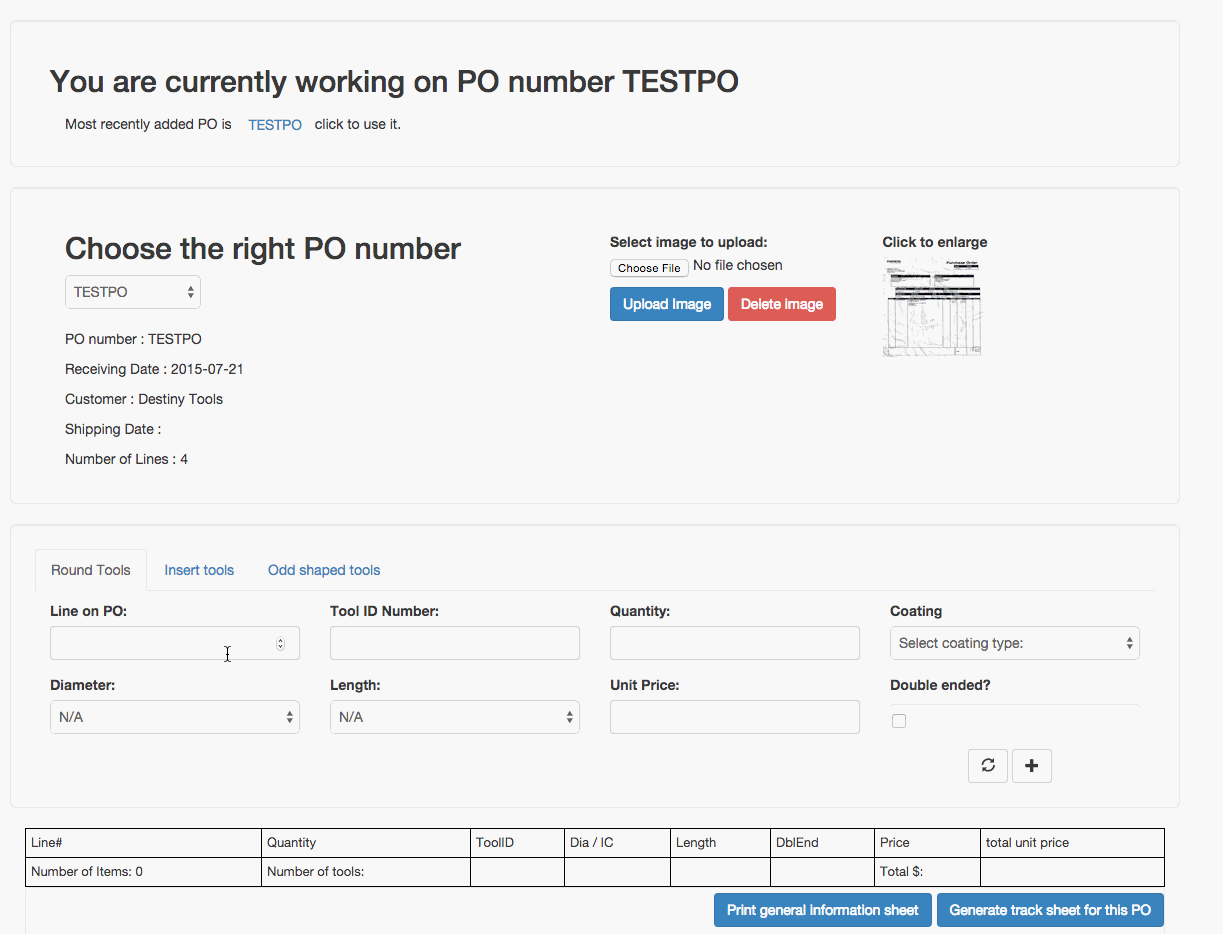 You are currently working on PO number TESTPO
Most recently added PO is TESTPO click to use it.
Choose the right PO number
TESTPO
PO number : TESTPO
Receiving Date : 2015-07-21
Customer : Destiny Tools
Shipping Date :
Number of Lines : 4
Select image to upload:
Choose File No file chosen
Upload Image Delete image
Click to enlarge
Purchase Order
Round Tools Insert tools Odd shaped tools
Line on PO: Tool ID Number: Quantity: Coating
Select coating type:
Diameter: Length: Unit Price: Double ended?
N/A N/A
Line# Quantity ToolID Dia / IC Length DblEnd Price total unit price
Number of Items: 0 Number of tools: Total $:
Print general information sheet Generate track sheet for this PO